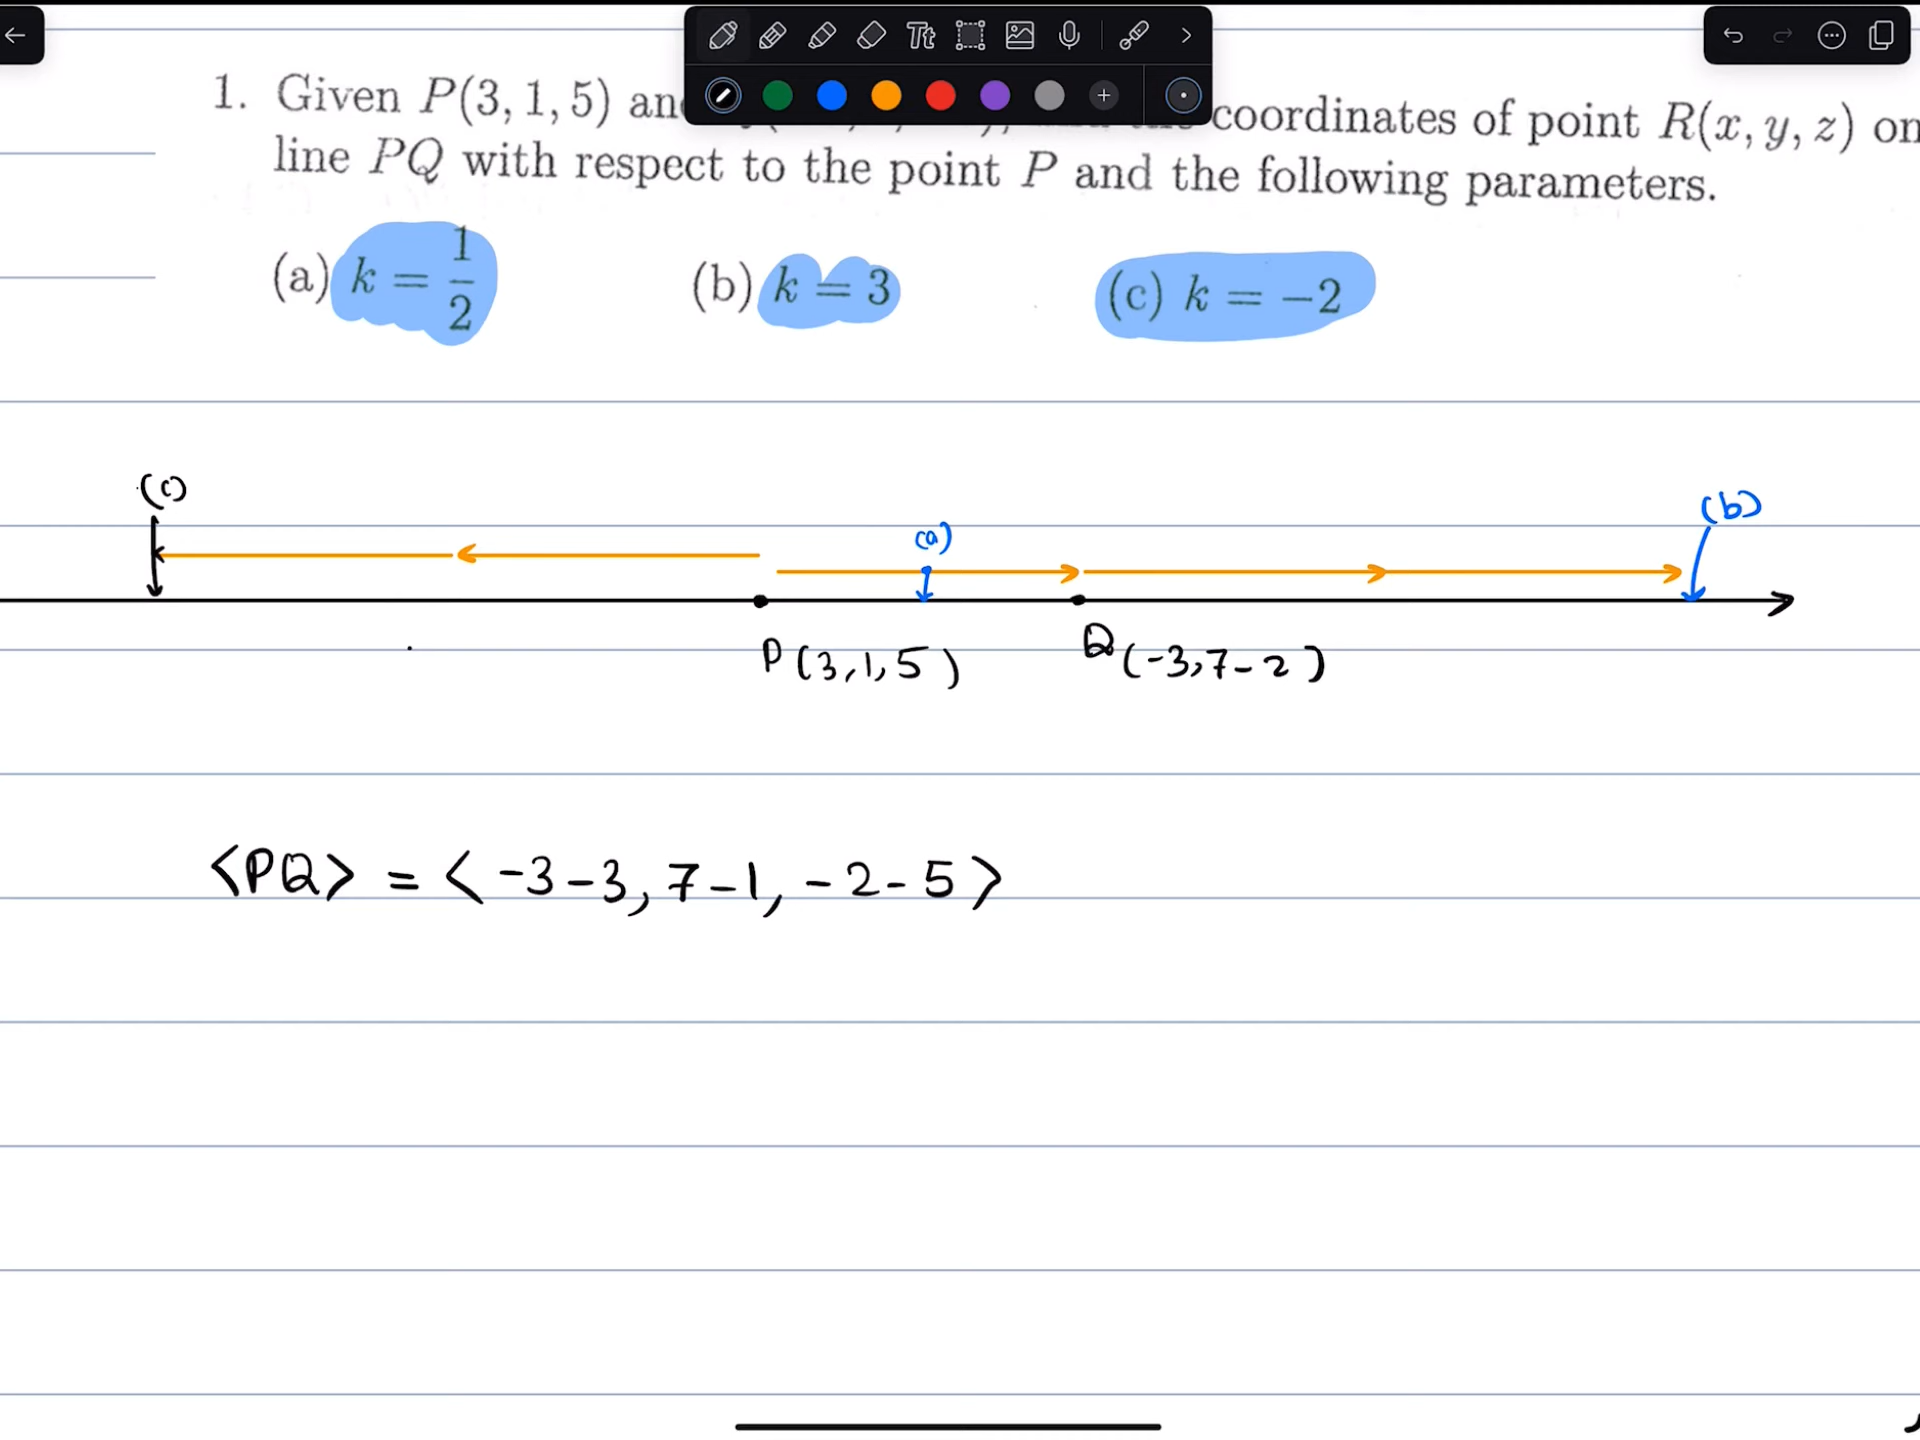 1. Given P(3, 1, 5) an coordinates of point R(x, y, z) on
line PQ with respect to the point P and the following parameters.
(a) k = 1/2 (b) k = 3 (c) k = −2
(c) (a) (b)
P(3,1,5) Q(-3,7-2)
<PQ> = < -3-3, 7-1, -2-5>
Tt